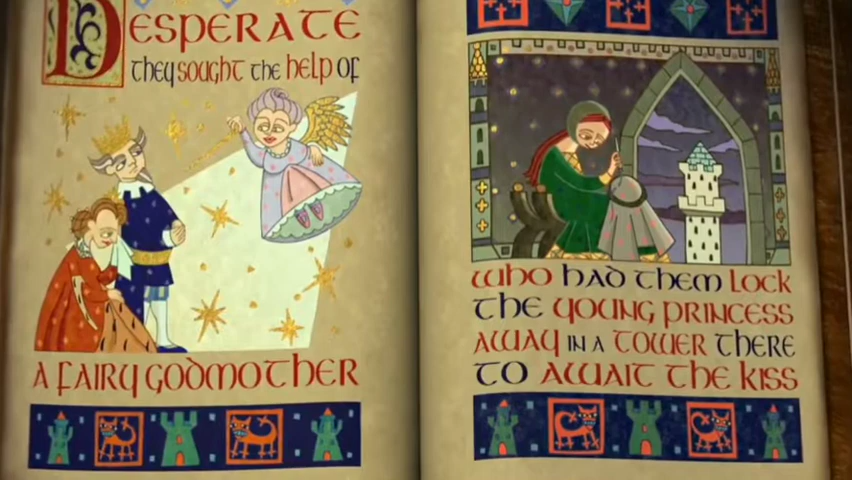 Desperate
they sought the help of
a fairy godmother
who had them lock
the young princess
away in a tower there
to await the kiss